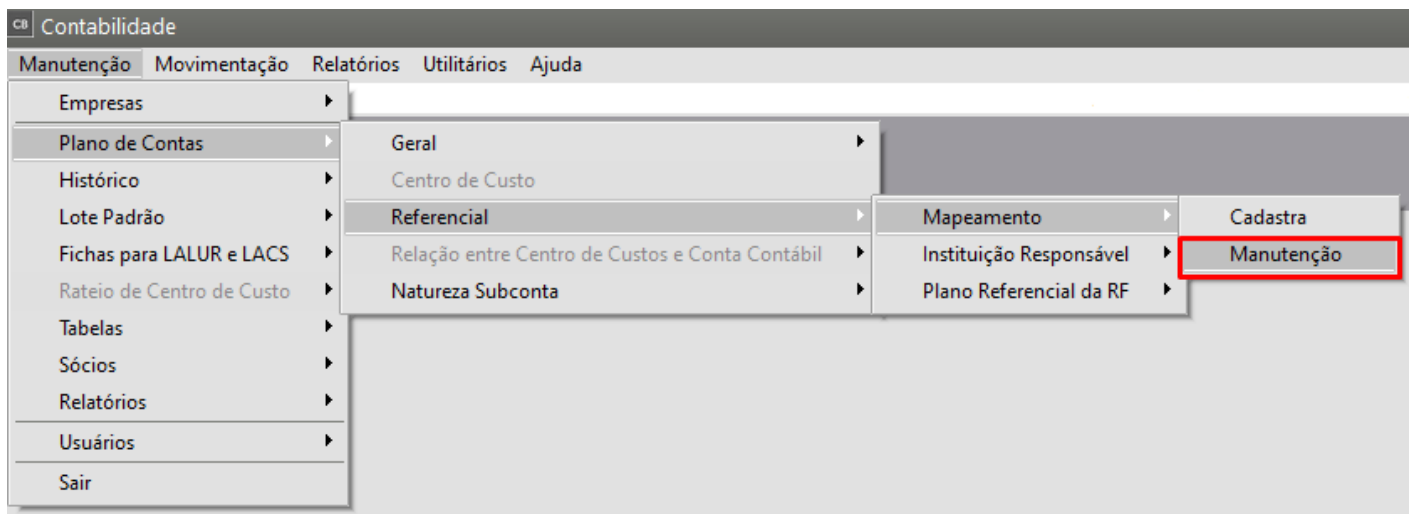 CB Contabilidade
Manutenção Movimentação Relatórios Utilitários Ajuda
Empresas
Plano de Contas
Histórico
Lote Padrão
Fichas para LALUR e LACS
Rateio de Centro de Custo
Tabelas
Sócios
Relatórios
Usuários
Sair
Geral
Centro de Custo
Referencial
Relação entre Centro de Custos e Conta Contábil
Natureza Subconta
Mapeamento
Instituição Responsável
Plano Referencial da RF
Cadastra
Manutenção